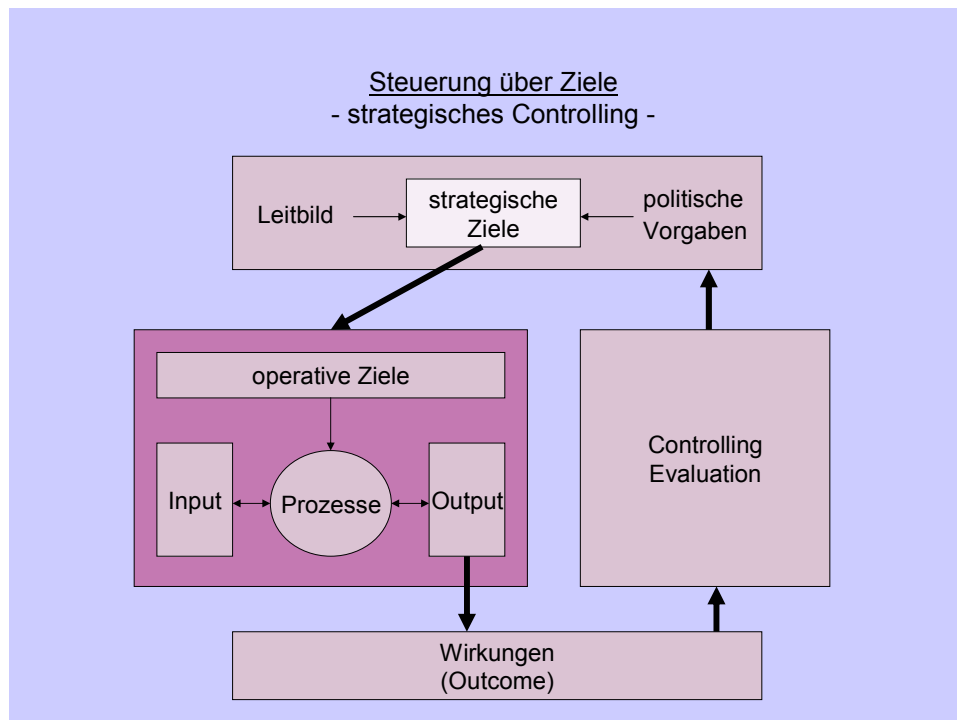 Steuerung über Ziele
- strategisches Controlling -
Leitbild
strategische
Ziele
politische
Vorgaben
operative Ziele
Input
Prozesse
Output
Controlling
Evaluation
Wirkungen
(Outcome)